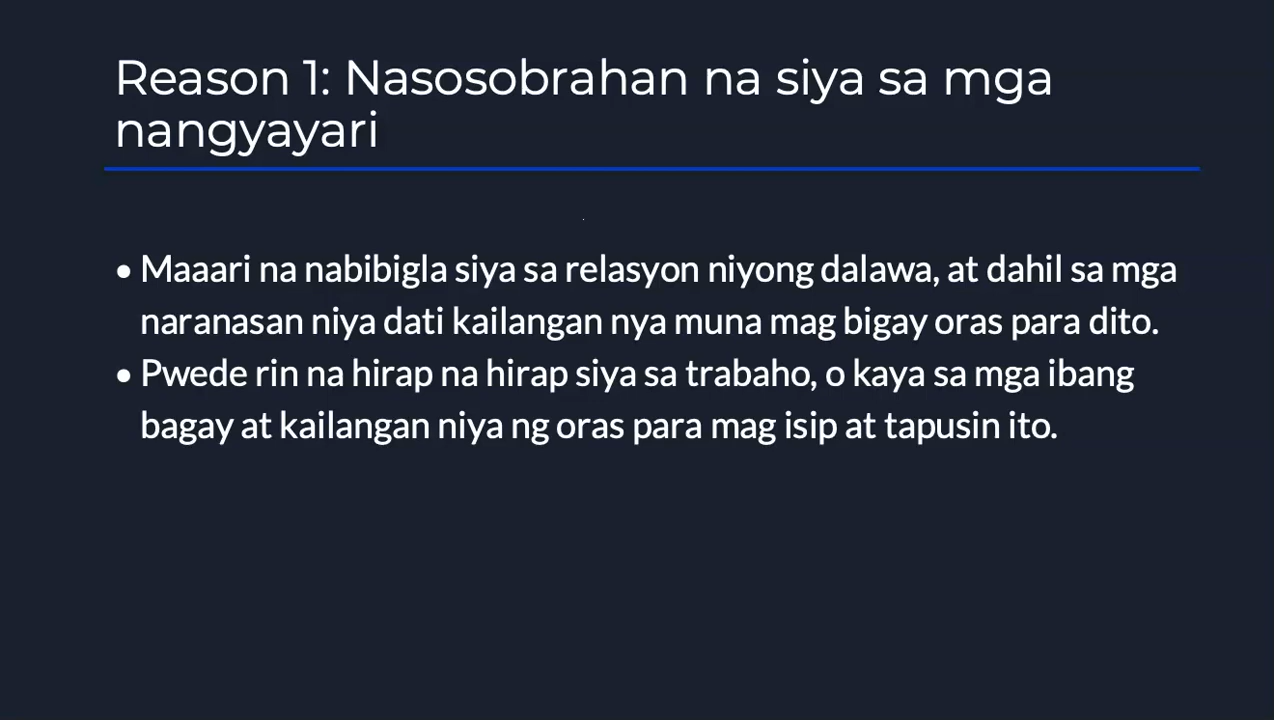 Reason 1: Nasosobrahan na siya sa mga
nangyayari
• Maaari na nabibigla siya sa relasyon niyong dalawa, at dahil sa mga
naranasan niya dati kailangan nya muna mag bigay oras para dito.
• Pwede rin na hirap na hirap siya sa trabaho, o kaya sa mga ibang
bagay at kailangan niya ng oras para mag isip at tapusin ito.